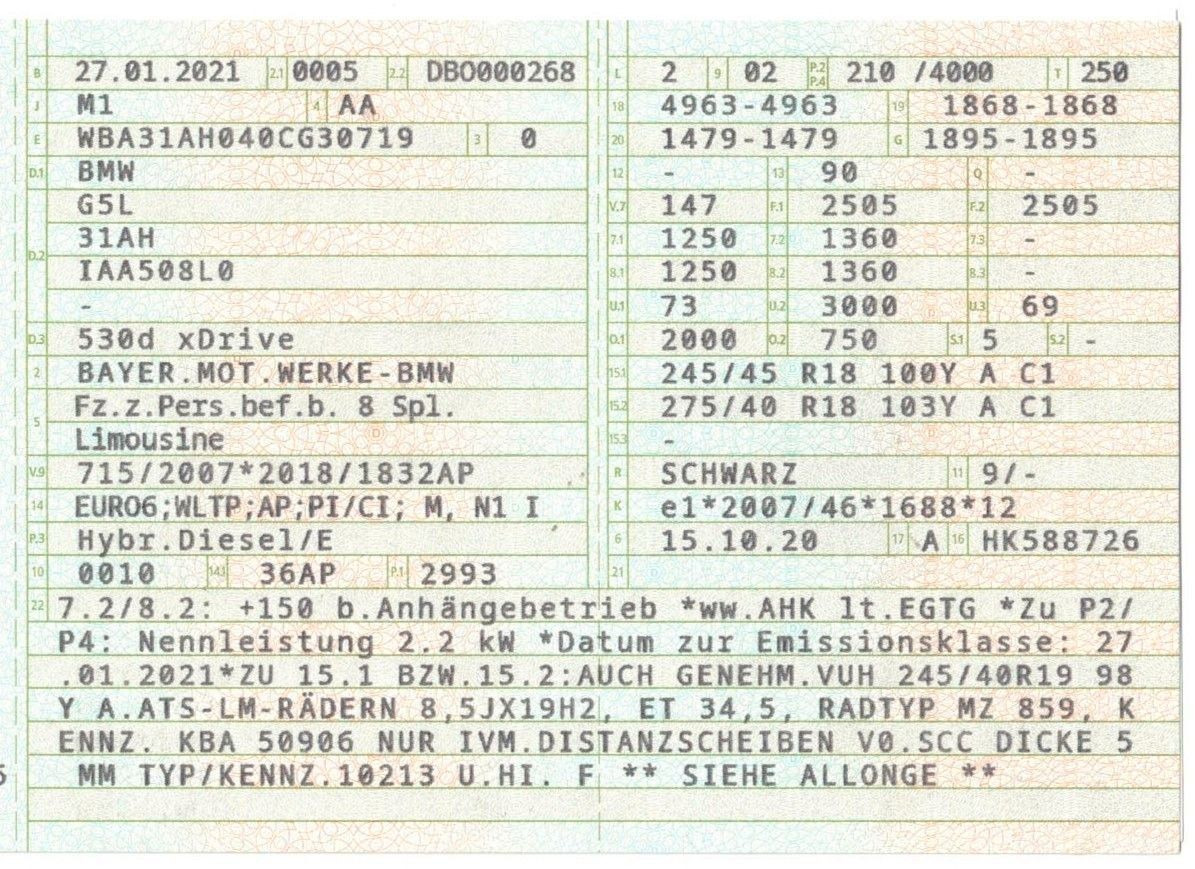 B 27.01.2021 2.1 0005 2.2 DBO000268
J M1 4 AA
E WBA31AH040CG30719 3 0
D.1 BMW
G5L
31AH
D.2
IAA508L0
-
D.3 530d xDrive
2 BAYER.MOT.WERKE-BMW
Fz.z.Pers.bef.b. 8 Spl.
5
Limousine
V.9 715/2007*2018/1832AP
14 EURO6;WLTP;AP;PI/CI; M, N1 I
P.3 Hybr.Diesel/E
10 0010 14.1 36AP P.1 2993
L 2 9 02 P.2 P.4 210 /4000 T 250
18 4963-4963 19 1868-1868
20 1479-1479 G 1895-1895
12 - 13 90 Q -
V.7 147 F.1 2505 F.2 2505
7.1 1250 7.2 1360 7.3 -
8.1 1250 8.2 1360 8.3 -
U.1 73 U.2 3000 U.3 69
O.1 2000 O.2 750 S.1 5 S.2 -
15.1 245/45 R18 100Y A C1
15.2 275/40 R18 103Y A C1
15.3 -
R SCHWARZ 11 9/-
K e1*2007/46*1688*12
6 15.10.20 17 A 16 HK588726
21
22 7.2/8.2: +150 b.Anhängebetrieb *ww.AHK lt.EGTG *Zu P2/
P4: Nennleistung 2.2 kW *Datum zur Emissionsklasse: 27
.01.2021*ZU 15.1 BZW.15.2:AUCH GENEHM.VUH 245/40R19 98
Y A.ATS-LM-RÄDERN 8,5JX19H2, ET 34,5, RADTYP MZ 859, K
ENNZ. KBA 50906 NUR IVM.DISTANZSCHEIBEN V0.SCC DICKE 5
MM TYP/KENNZ.10213 U.HI. F ** SIEHE ALLONGE **